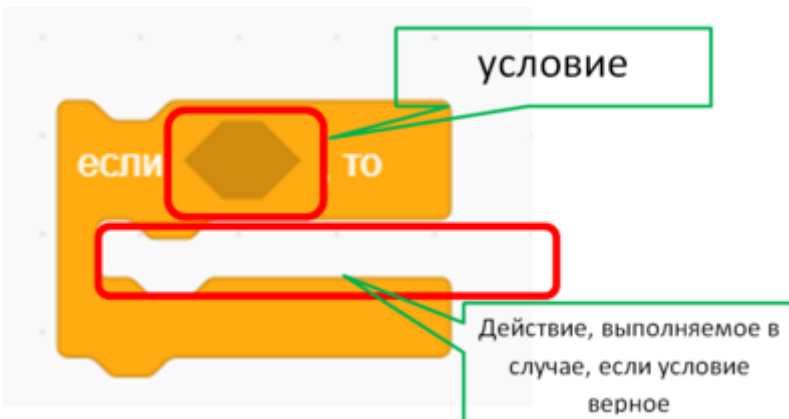 условие
если , то
Действие, выполняемое в
случае, если условие
верное